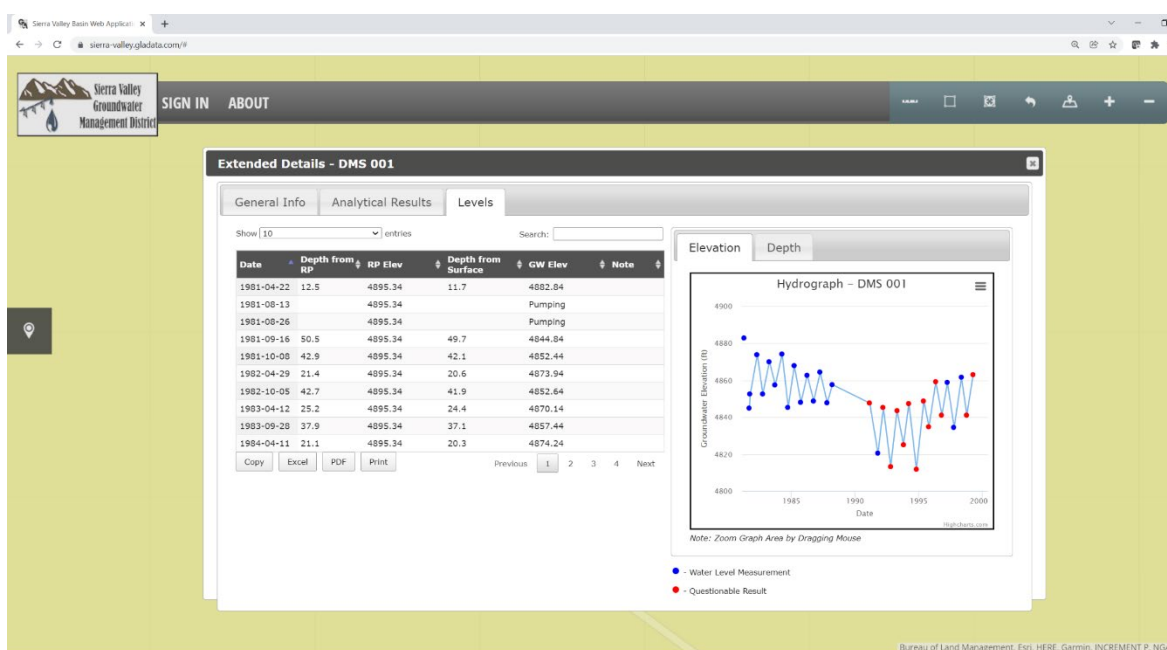 Sierra Valley Basin Web Applicati
sierra-valley.gladata.com/#
Sierra Valley
Groundwater
Management District
SIGN IN ABOUT
Extended Details - DMS 001
General Info Analytical Results Levels
Show 10 entries Search:
Date Depth from RP RP Elev Depth from Surface GW Elev Note
1981-04-22 12.5 4895.34 11.7 4882.84
1981-08-13 4895.34 Pumping
1981-08-26 4895.34 Pumping
1981-09-16 50.5 4895.34 49.7 4844.84
1981-10-08 42.9 4895.34 42.1 4852.44
1982-04-29 21.4 4895.34 20.6 4873.94
1982-10-05 42.7 4895.34 41.9 4852.64
1983-04-12 25.2 4895.34 24.4 4870.14
1983-09-28 37.9 4895.34 37.1 4857.44
1984-04-11 21.1 4895.34 20.3 4874.24
Copy Excel PDF Print Previous 1 2 3 4 Next
Elevation Depth
Hydrograph - DMS 001
Groundwater Elevation (ft)
4900
4880
4860
4840
4820
4800
1985 1990 1995 2000
Date
Highcharts.com
Note: Zoom Graph Area by Dragging Mouse
- Water Level Measurement
- Questionable Result
Bureau of Land Management, Esri, HERE, Garmin, INCREMENT P, NGA